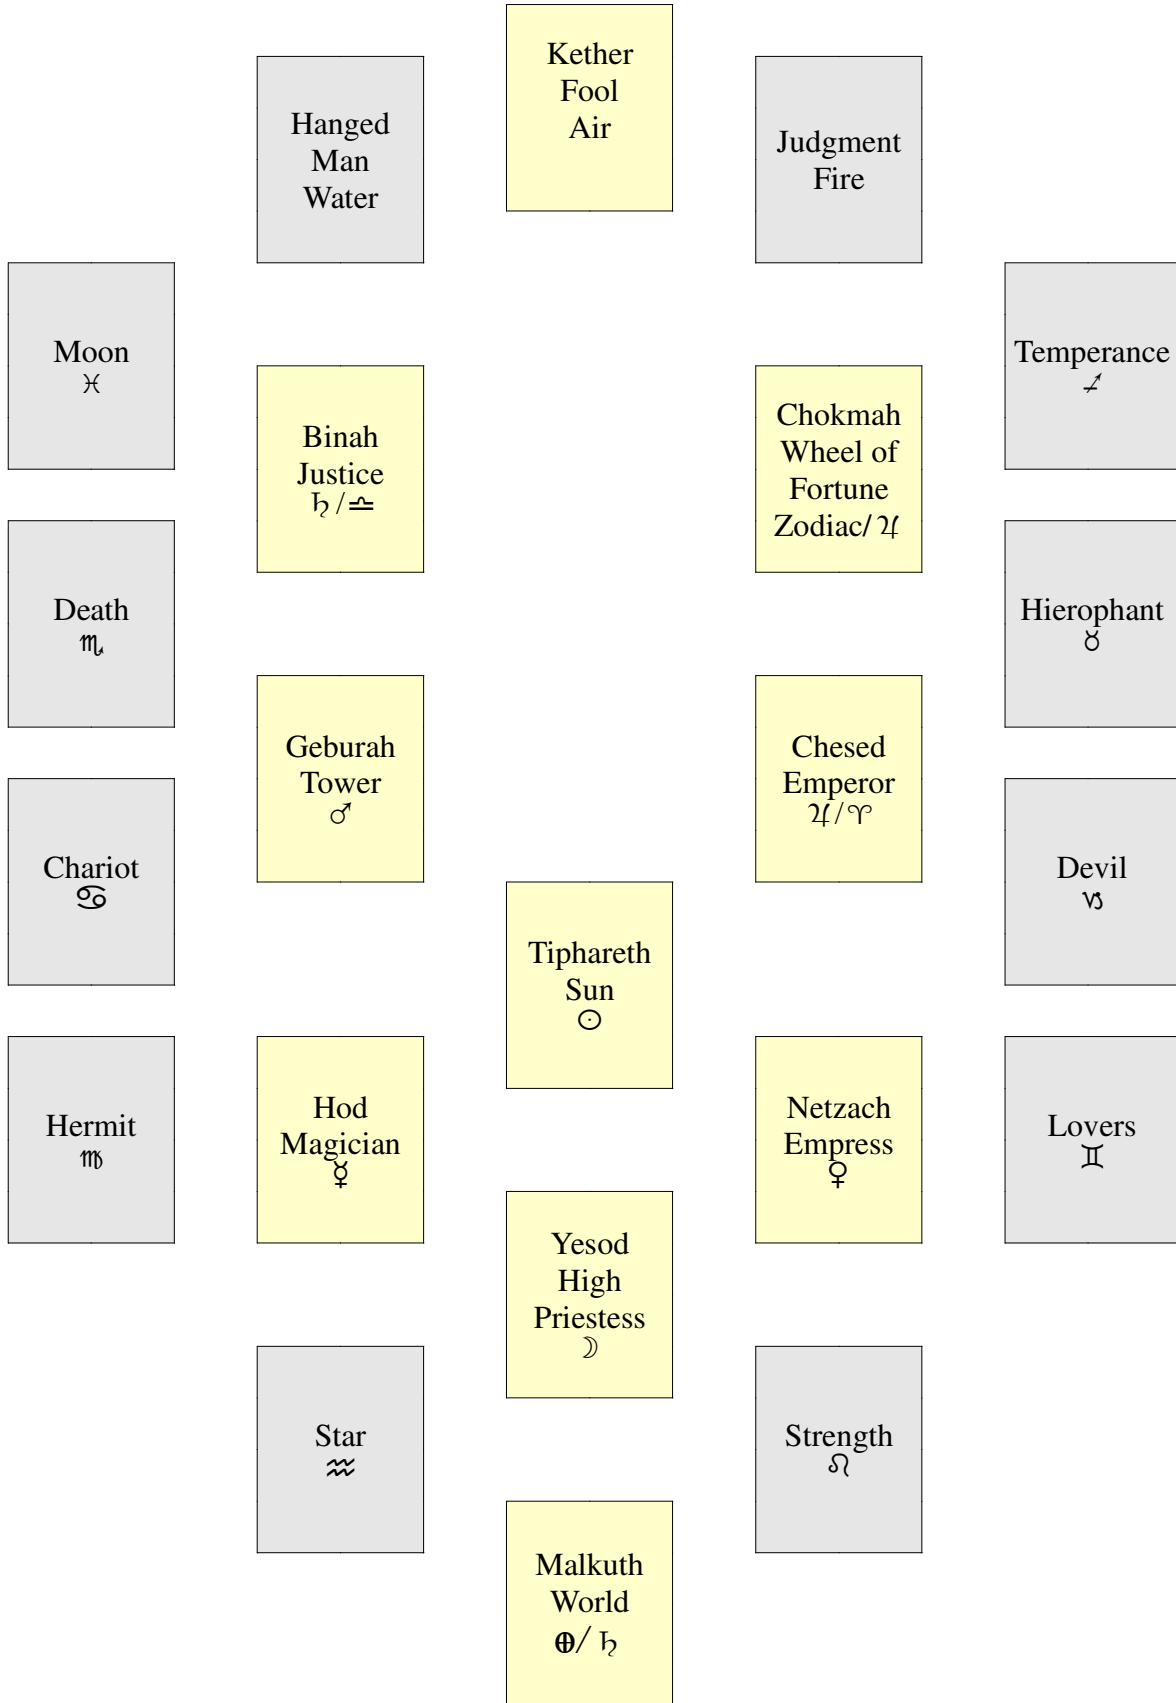 Kether
Fool
Air
Hanged
Man
Water
Judgment
Fire
Moon
♓
Temperance
♐
Binah
Justice
♄/♎
Chokmah
Wheel of
Fortune
Zodiac/ ♃
Death
♏
Hierophant
♉
Geburah
Tower
♂
Chesed
Emperor
♃/♈
Chariot
♋
Devil
♑
Tiphareth
Sun
☉
Hermit
♍
Hod
Magician
☿
Netzach
Empress
♀
Lovers
♊
Yesod
High
Priestess
☽
Star
♒
Strength
♌
Malkuth
World
⊕/ ♄